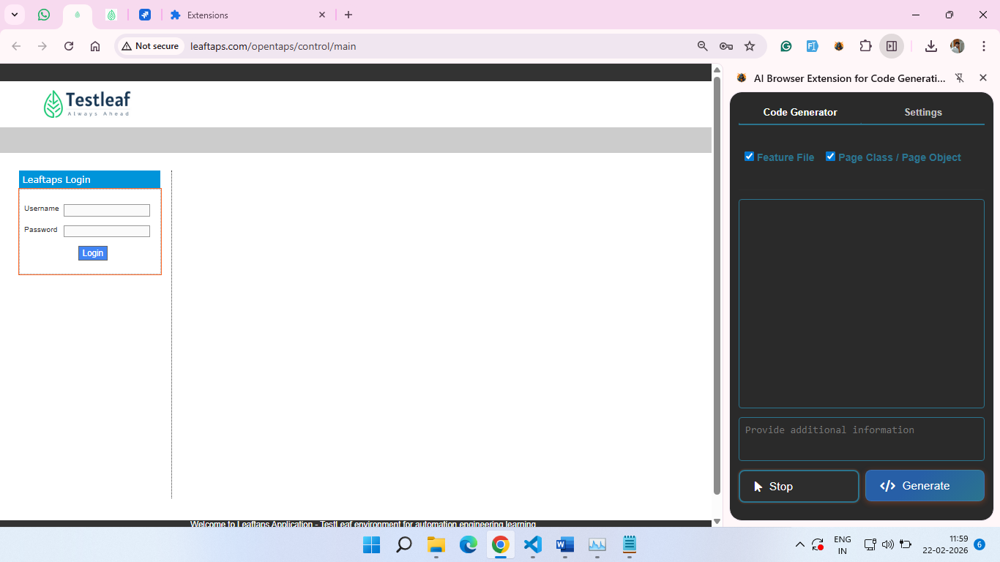 Extensions
Not secure
leaftaps.com/opentaps/control/main
AI Browser Extension for Code Generati...
Testleaf
Always Ahead
Code Generator
Settings
Feature File
Page Class / Page Object
Leaftaps Login
Username
Password
Login
Provide additional information
Stop
</> Generate
Welcome to Leaftaps Application - TestLeaf environment for automation engineering learning
ENG
IN
11:59
22-02-2026
6